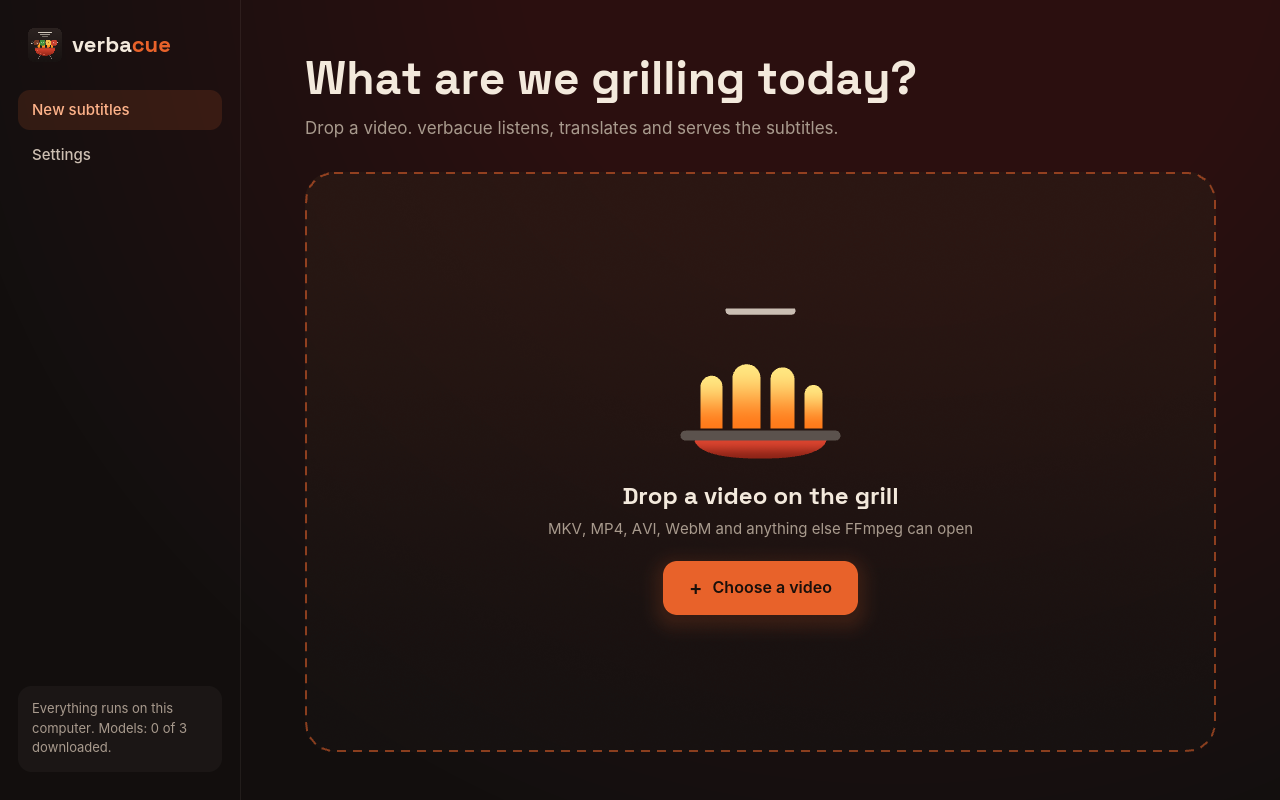 verbacue
New subtitles
Settings
Everything runs on this
computer. Models: 0 of 3
downloaded.
What are we grilling today?
Drop a video. verbacue listens, translates and serves the subtitles.
Drop a video on the grill
MKV, MP4, AVI, WebM and anything else FFmpeg can open
+ Choose a video